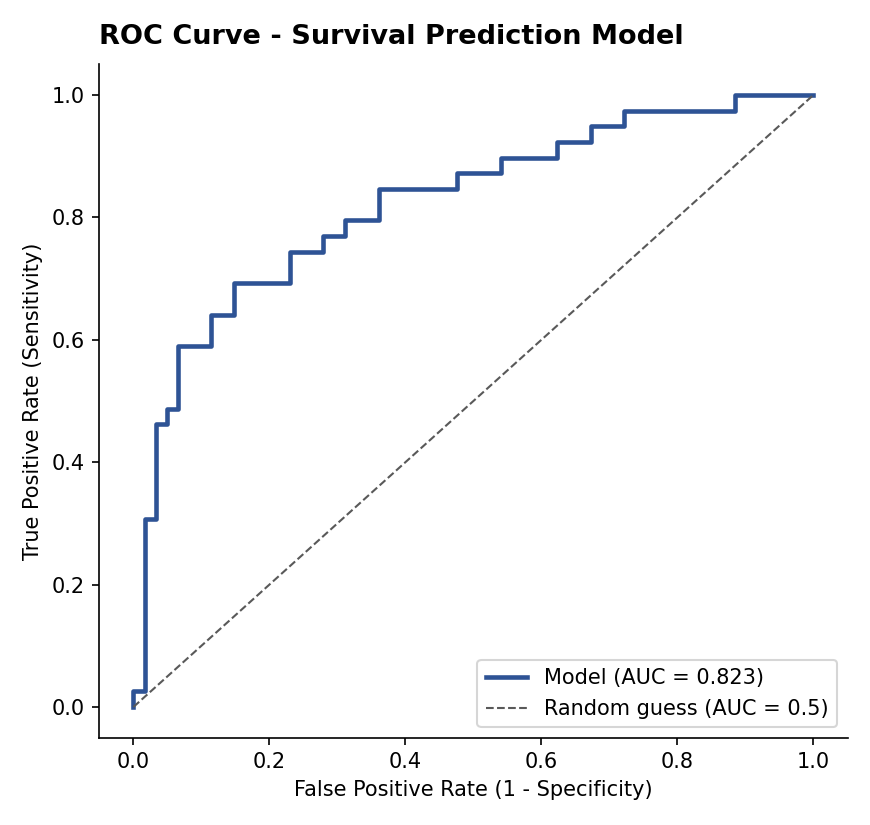 ROC Curve - Survival Prediction Model
1.0
0.8
0.6
0.4
0.2
0.0
True Positive Rate (Sensitivity)
Model (AUC = 0.823)
Random guess (AUC = 0.5)
0.0 0.2 0.4 0.6 0.8 1.0
False Positive Rate (1 - Specificity)